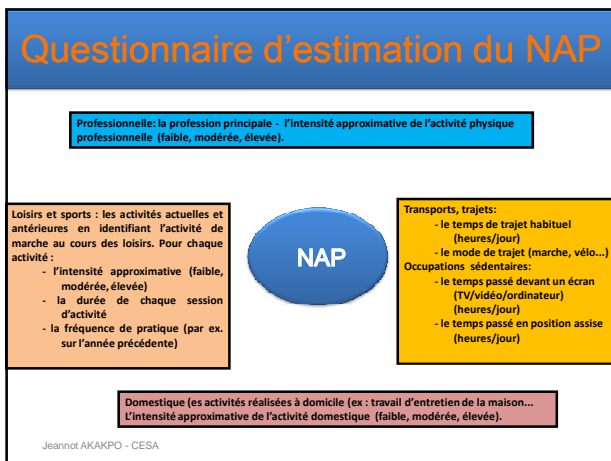 Questionnaire d'estimation du NAP
Professionnelle: la profession principale - l'intensité approximative de l'activité physique
professionnelle (faible, modérée, élevée).
Loisirs et sports : les activités actuelles et
antérieures en identifiant l'activité de
marche au cours des loisirs. Pour chaque
activité :
- l'intensité approximative (faible,
modérée, élevée)
- la durée de chaque session
d'activité
- la fréquence de pratique (par ex.
sur l'année précédente)
NAP
Transports, trajets:
- le temps de trajet habituel
(heures/jour)
- le mode de trajet (marche, vélo...)
Occupations sédentaires:
- le temps passé devant un écran
(TV/vidéo/ordinateur)
(heures/jour)
- le temps passé en position assise
(heures/jour)
Domestique (es activités réalisées à domicile (ex : travail d'entretien de la maison...
L'intensité approximative de l'activité domestique (faible, modérée, élevée).
Jeannot AKAKPO - CESA